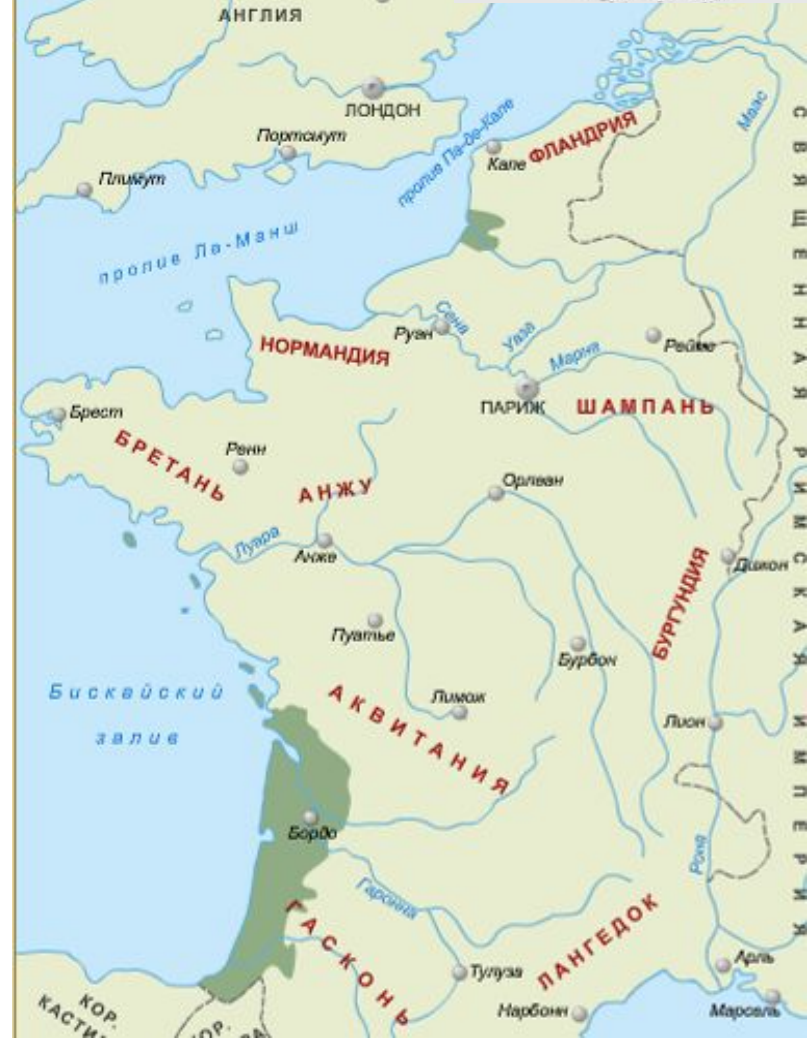 АНГЛИЯ
ЛОНДОН
Портсмут
Плимут
пролив Па-де-Кале
Кале
ФЛАНДРИЯ
Маас
пролив Ла-Манш
СВЯЩЕННАЯ РИМСКАЯ ИМПЕРИЯ
Руан
Сена
Уаза
Реймс
НОРМАНДИЯ
Марна
ПАРИЖ
ШАМПАНЬ
Брест
БРЕТАНЬ
Ренн
АНЖУ
Орлеан
Луара
Анже
Дижон
БУРГУНДИЯ
Пуатье
Бурбон
Бискайский
залив
АКВИТАНИЯ
Лимож
Лион
Бордо
Рона
Гаронна
ГАСКОНЬ
ЛАНГЕДОК
Тулуза
Арль
Нарбонн
Марсель
КОР.
КАСТИ
КОР.